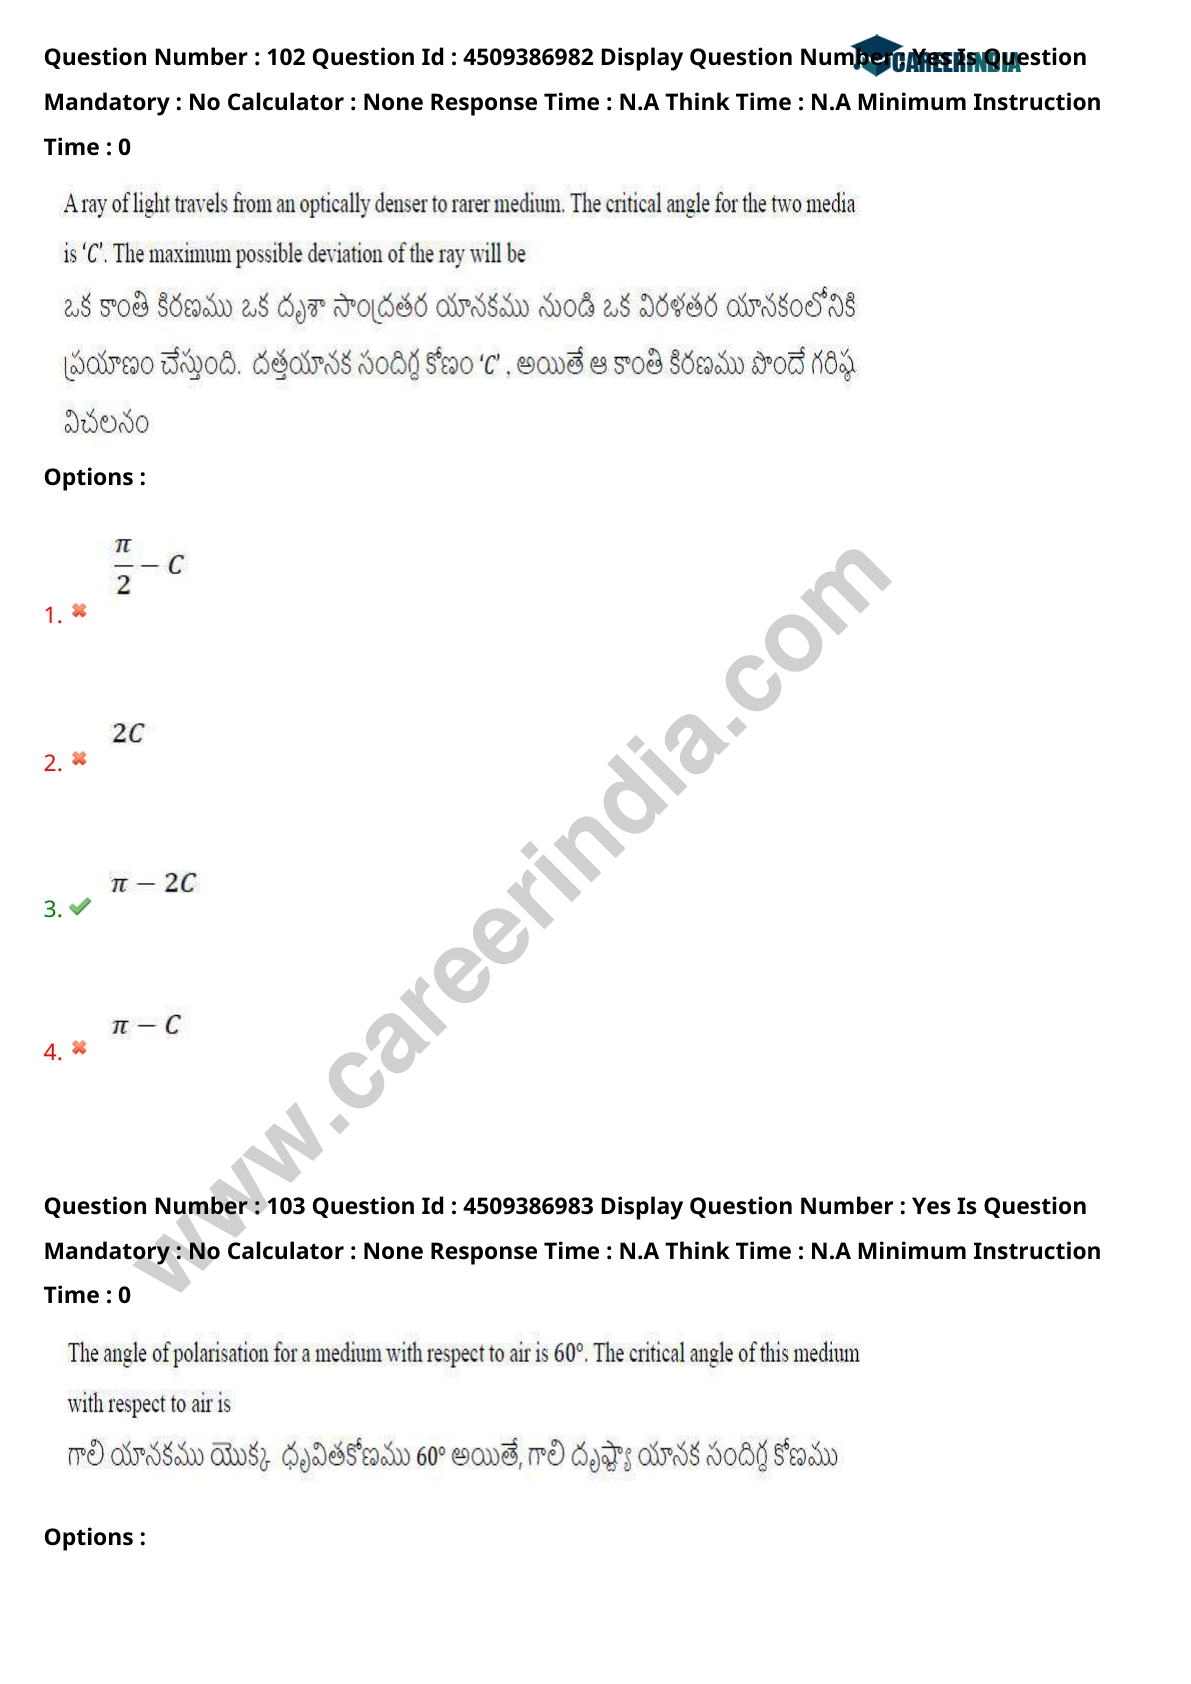 Question Number : 102 Question Id : 4509386982 Display Question Number : Yes Is Question
CAREERINDIA
Mandatory : No Calculator : None Response Time : N.A Think Time : N.A Minimum Instruction
Time : 0
A ray of light travels from an optically denser to rarer medium. The critical angle for the two media
is ‘C’. The maximum possible deviation of the ray will be
ఒక కాంతి కిరణము ఒక దృశా సాంద్రతర యానకము నుండి ఒక విరళతర యానకంలోనికి
ప్రయాణం చేస్తుంది. దత్తయానక సందిగ్ధ కోణం ‘C’ , అయితే ఆ కాంతి కిరణము పొందే గరిష్ఠ
విచలనం
Options :
π/2 − C
1.
2C
2.
π − 2C
3.
π − C
4.
www.careerindia.com
Question Number : 103 Question Id : 4509386983 Display Question Number : Yes Is Question
Mandatory : No Calculator : None Response Time : N.A Think Time : N.A Minimum Instruction
Time : 0
The angle of polarisation for a medium with respect to air is 60°. The critical angle of this medium
with respect to air is
గాలి యానకము యొక్క ధృవితకోణము 60° అయితే, గాలి దృష్ట్యా యానక సందిగ్ధ కోణము
Options :